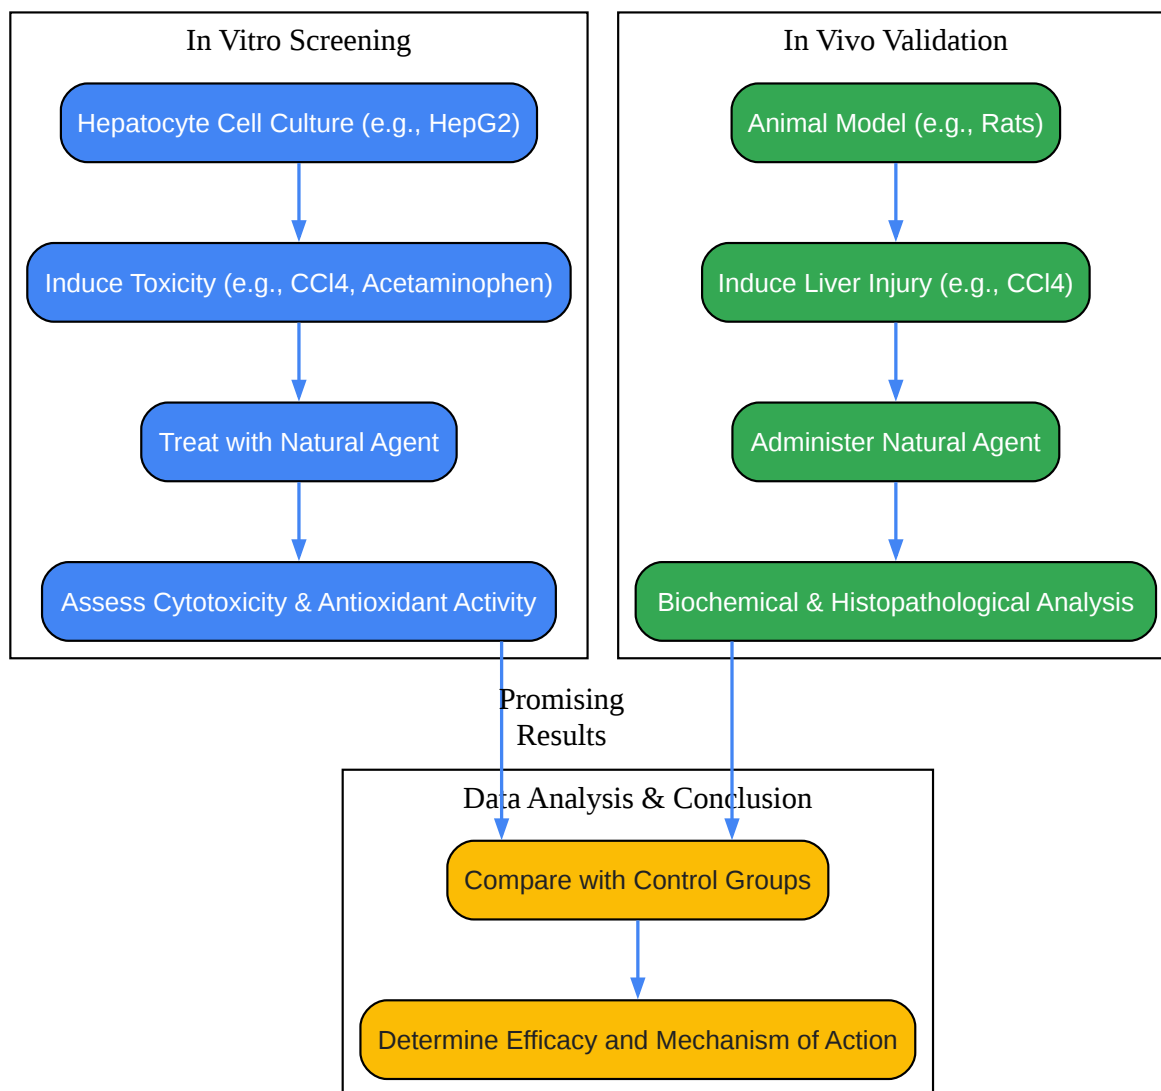 In Vitro Screening
Hepatocyte Cell Culture (e.g., HepG2)
Induce Toxicity (e.g., CCl4, Acetaminophen)
Treat with Natural Agent
Assess Cytotoxicity & Antioxidant Activity
In Vivo Validation
Animal Model (e.g., Rats)
Induce Liver Injury (e.g., CCl4)
Administer Natural Agent
Biochemical & Histopathological Analysis
Promising
Results
Data Analysis & Conclusion
Compare with Control Groups
Determine Efficacy and Mechanism of Action